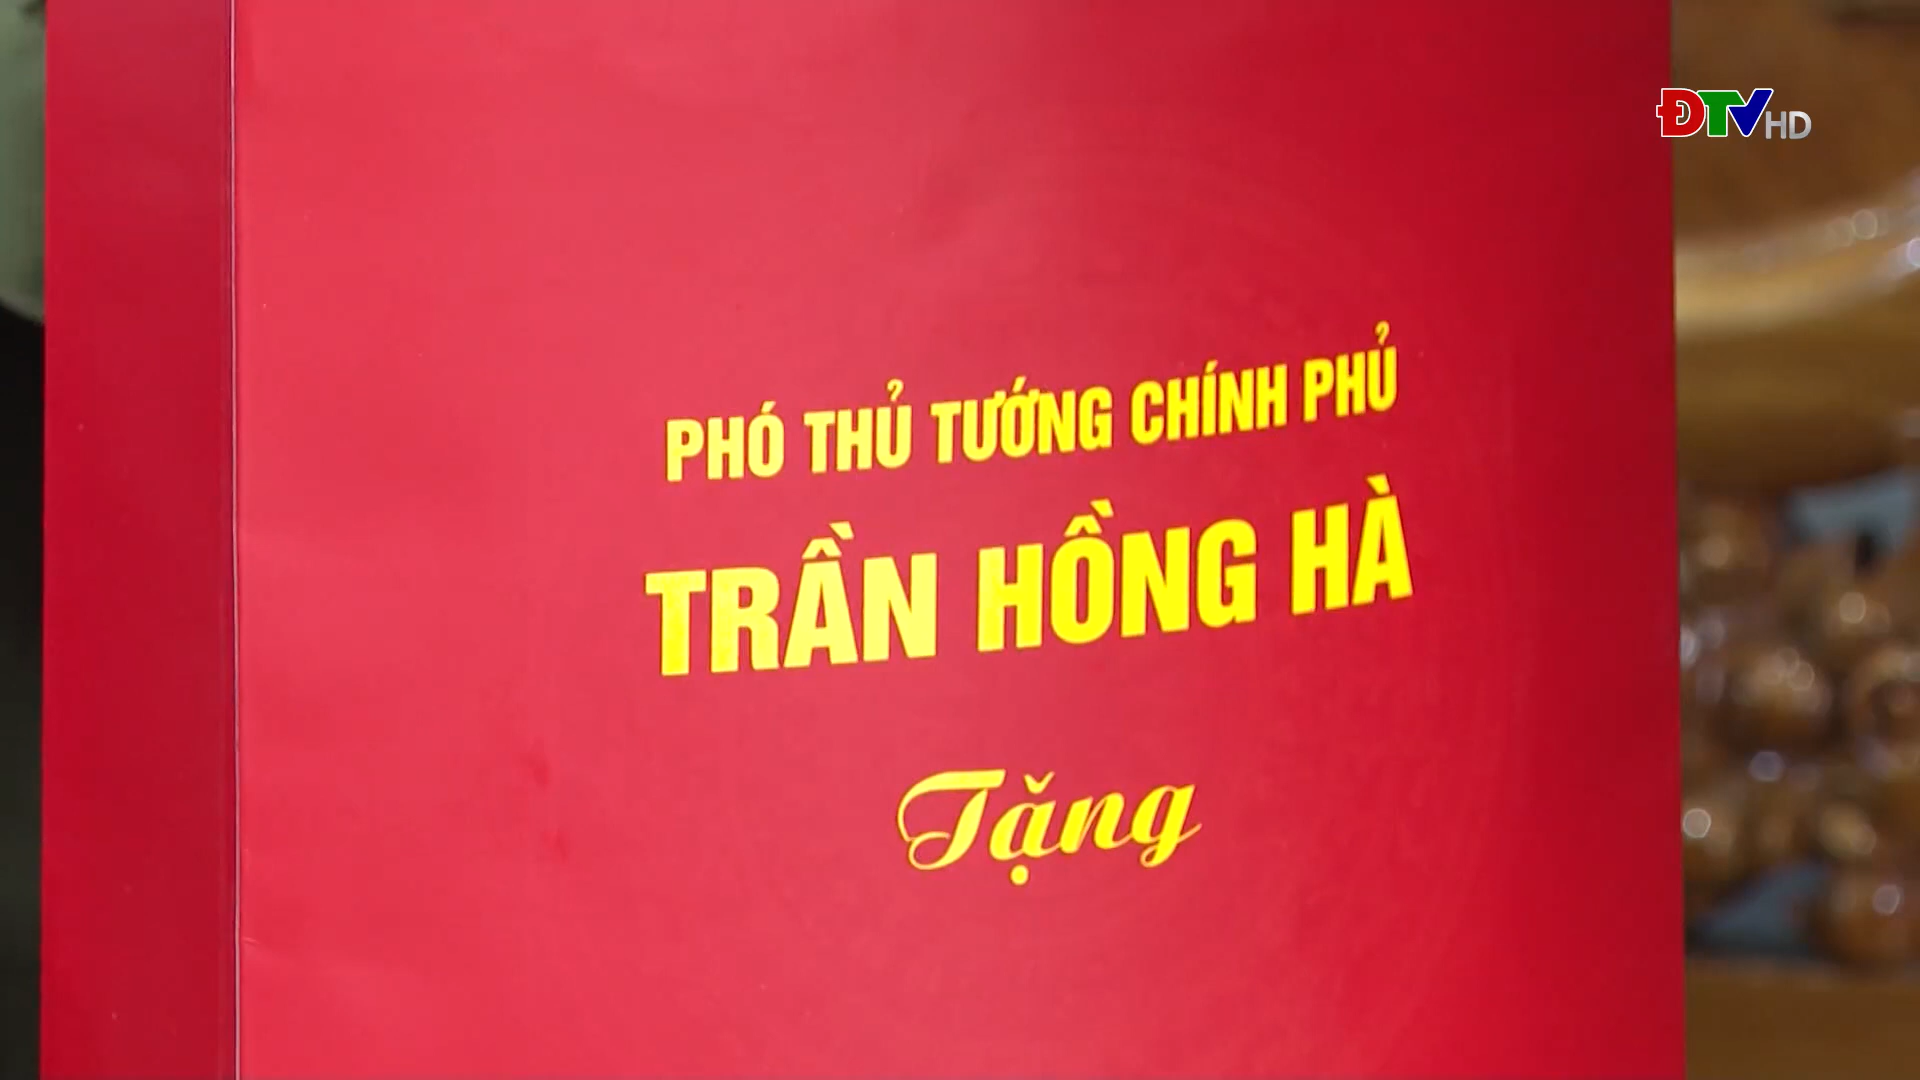 ĐTV HD
PHÓ THỦ TƯỚNG CHÍNH PHỦ
TRẦN HỒNG HÀ
Tặng